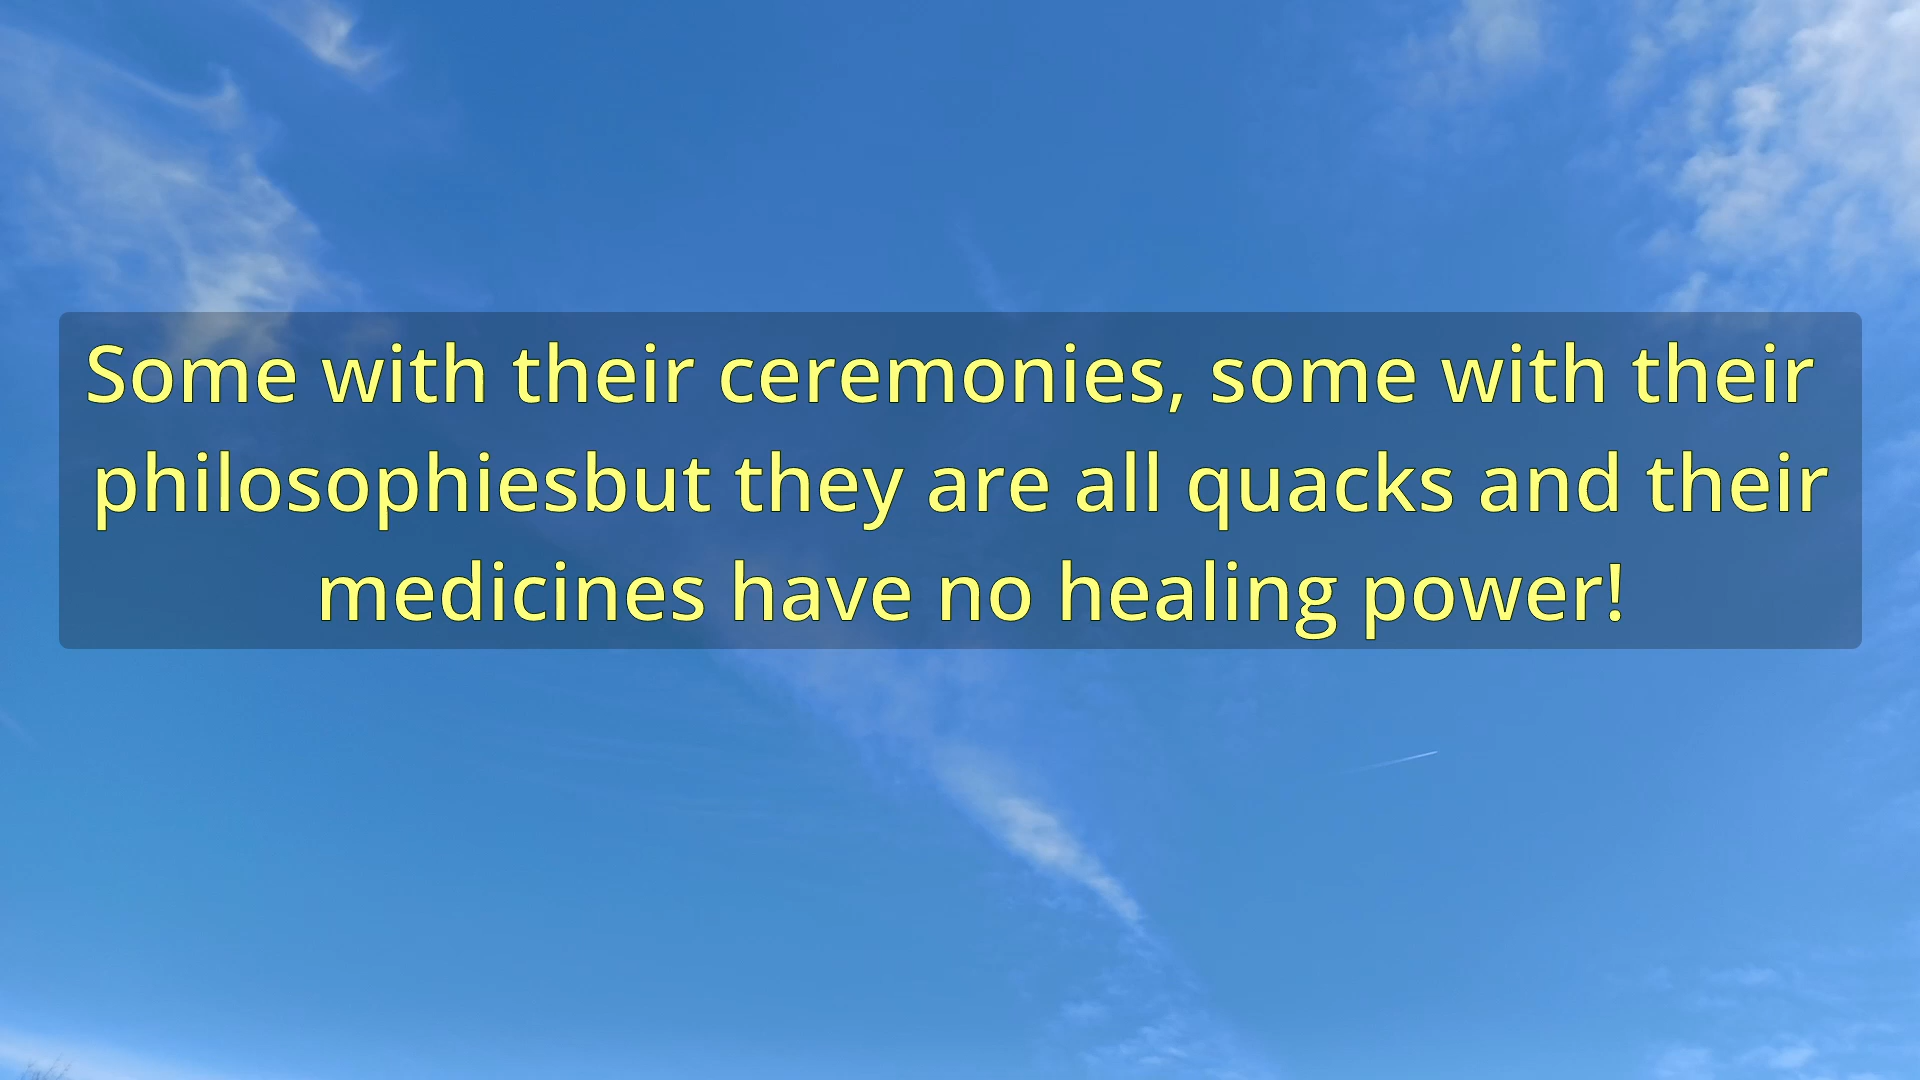 Some with their ceremonies, some with their
philosophiesbut they are all quacks and their
medicines have no healing power!